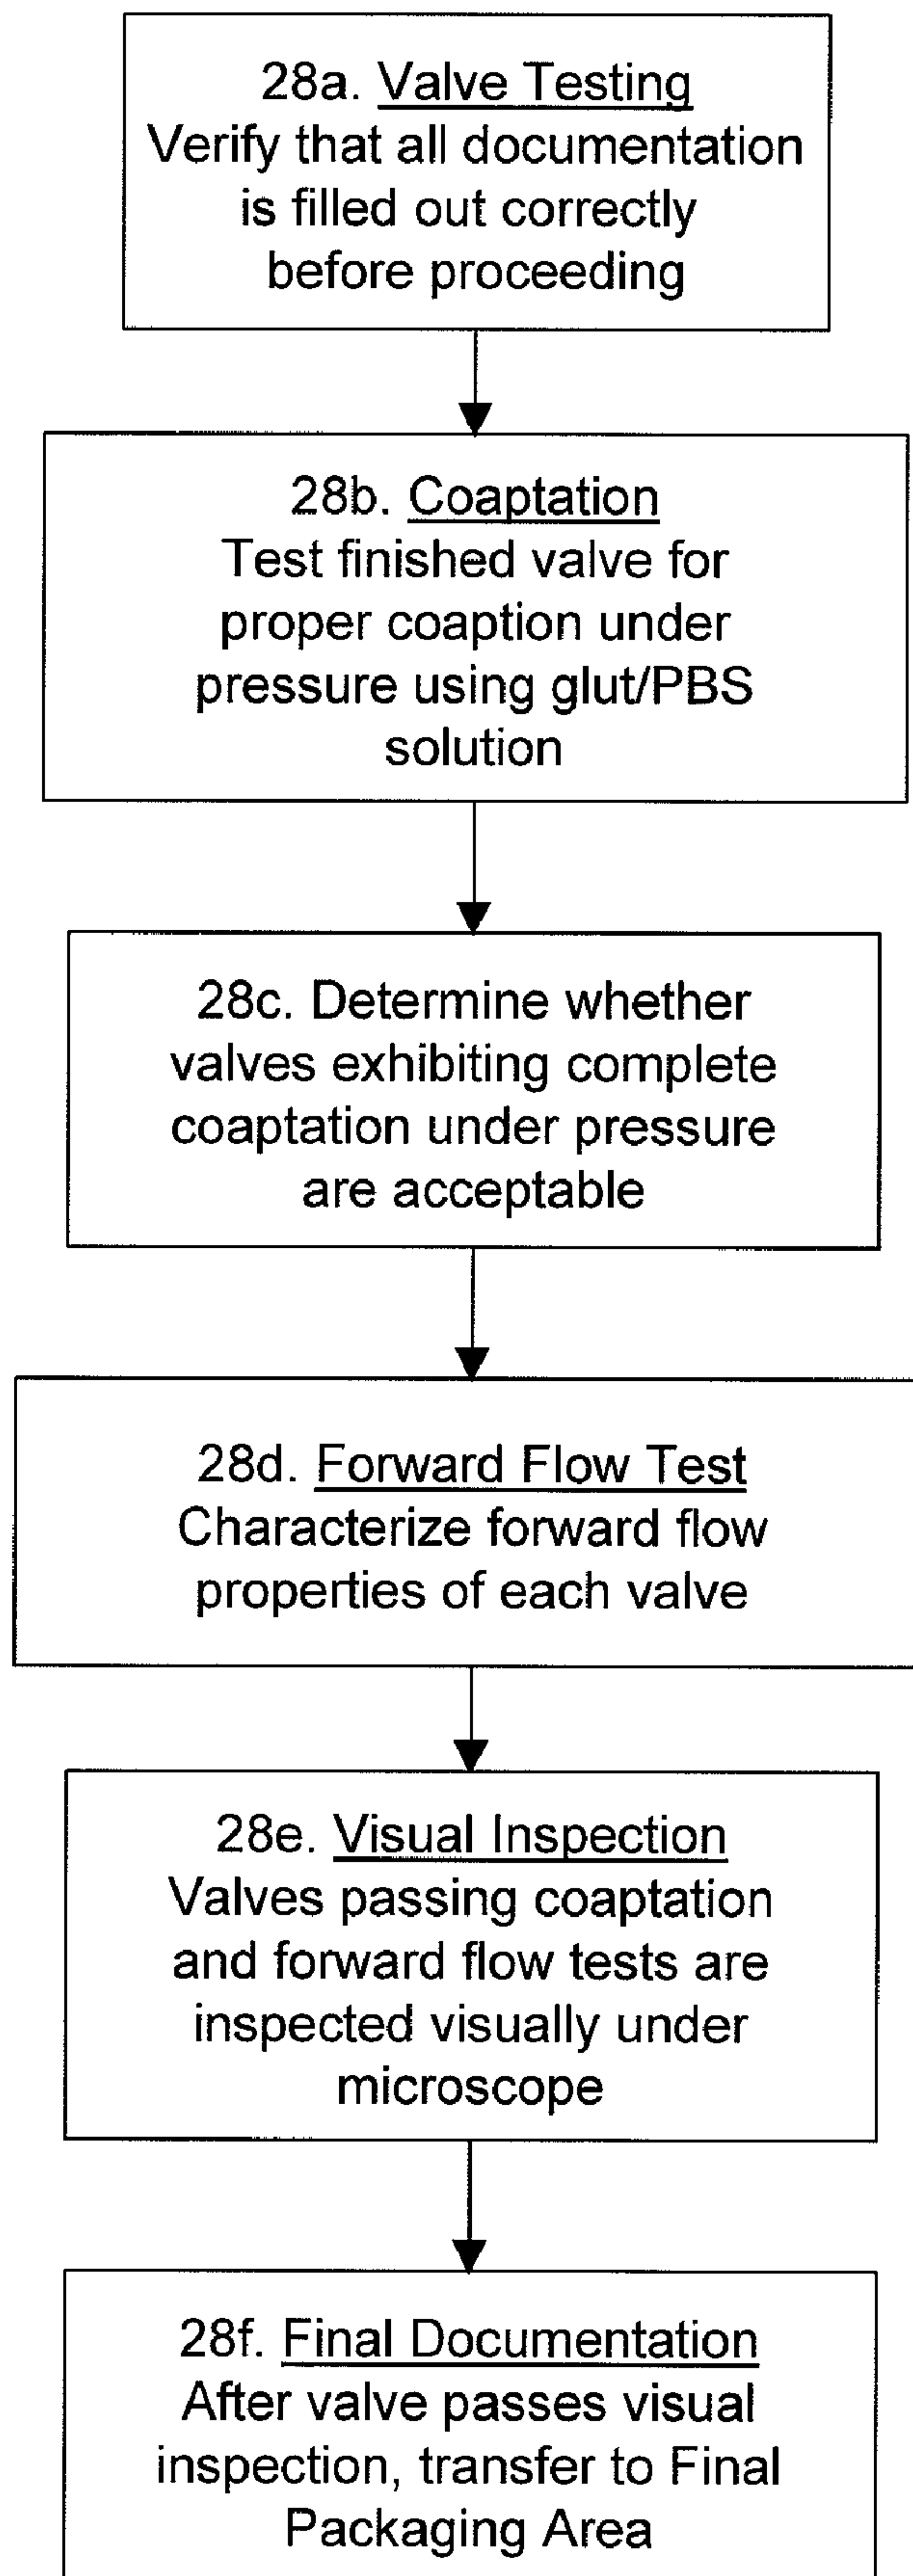 28a. Valve Testing
Verify that all documentation
is filled out correctly
before proceeding
28b. Coaptation
Test finished valve for
proper coaption under
pressure using glut/PBS
solution
28c. Determine whether
valves exhibiting complete
coaptation under pressure
are acceptable
28d. Forward Flow Test
Characterize forward flow
properties of each valve
28e. Visual Inspection
Valves passing coaptation
and forward flow tests are
inspected visually under
microscope
28f. Final Documentation
After valve passes visual
inspection, transfer to Final
Packaging Area